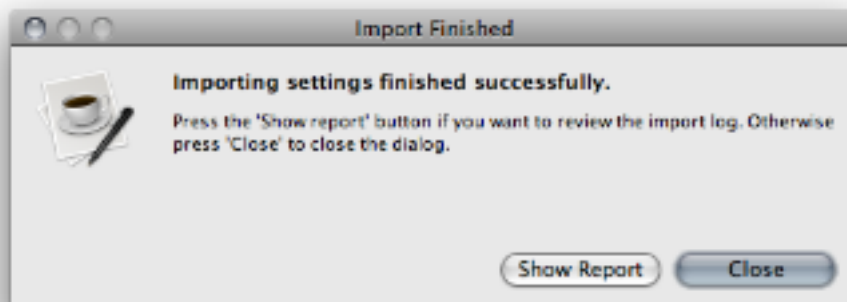 Import Finished
Importing settings finished successfully.
Press the 'Show report' button if you want to review the import log. Otherwise
press 'Close' to close the dialog.
Show Report Close